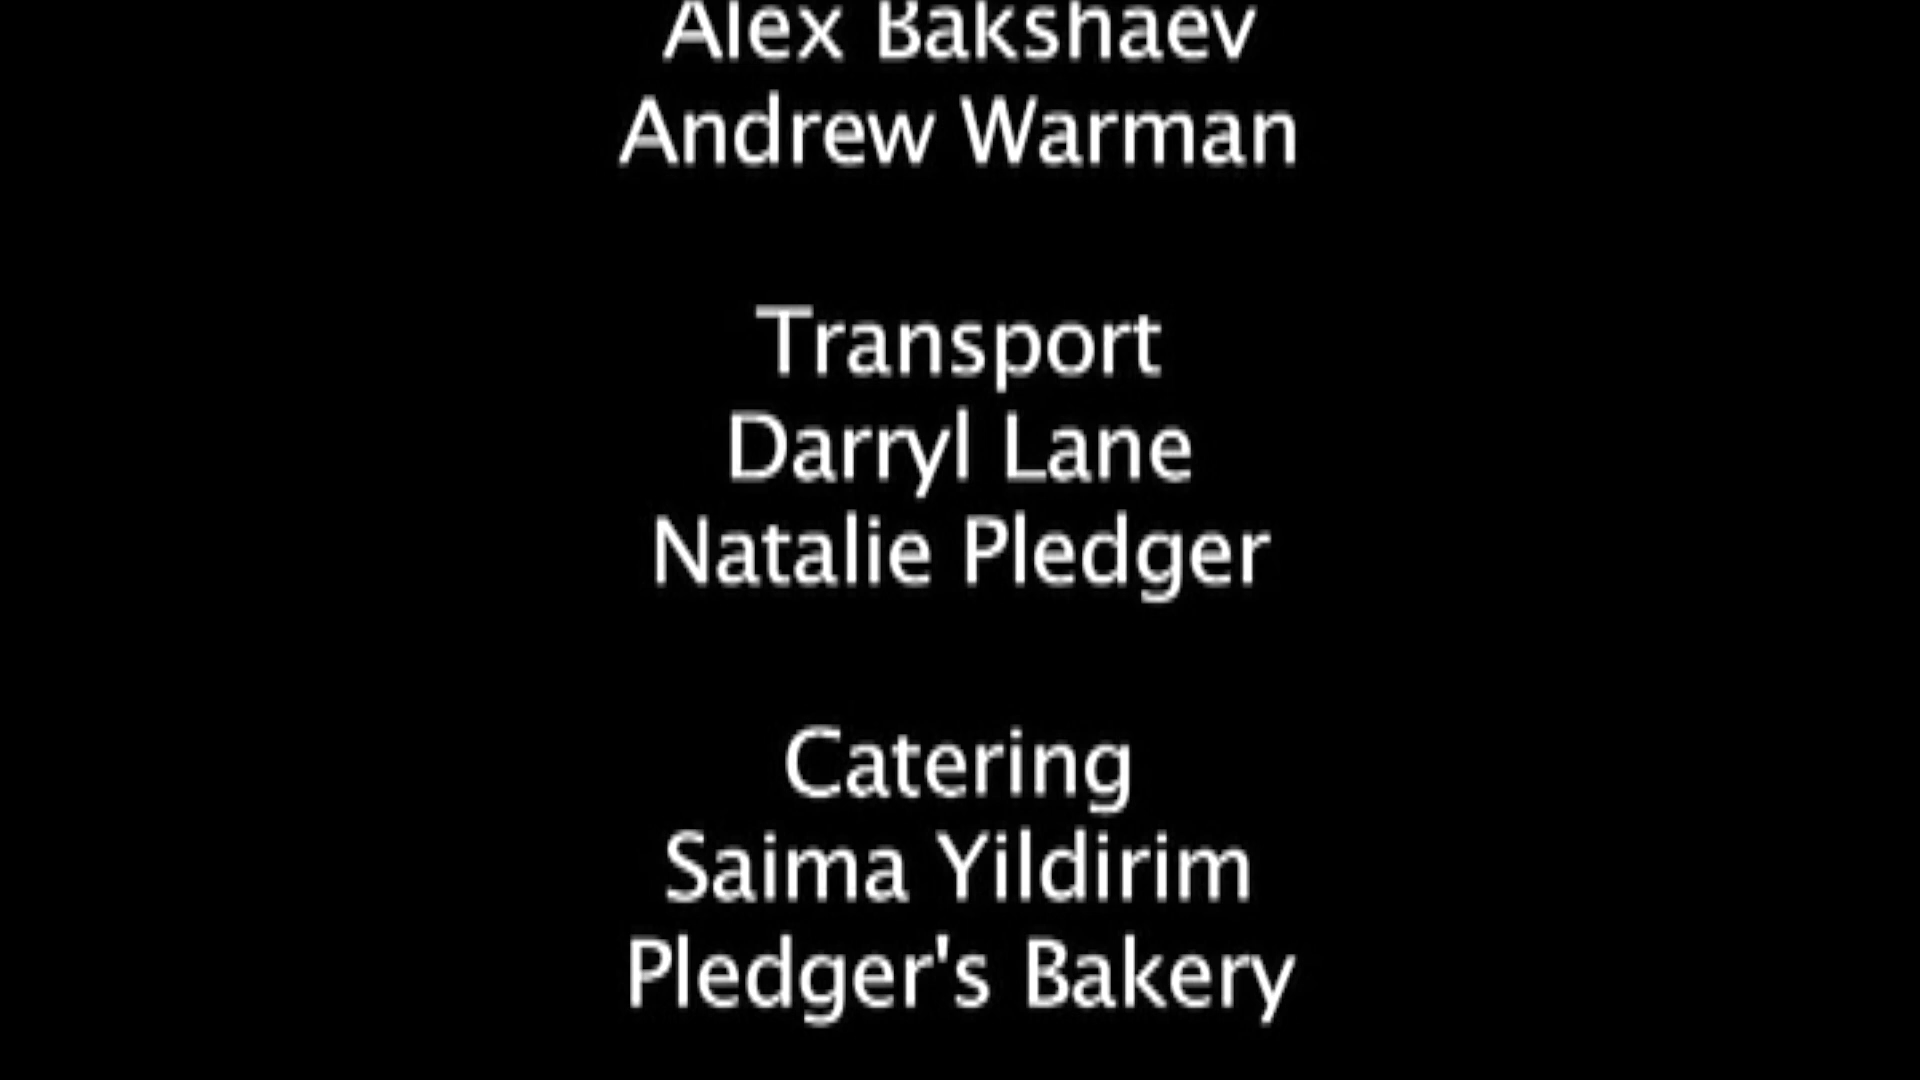 Alex Bakshaev
Andrew Warman
Transport
Darryl Lane
Natalie Pledger
Catering
Saima Yildirim
Pledger's Bakery